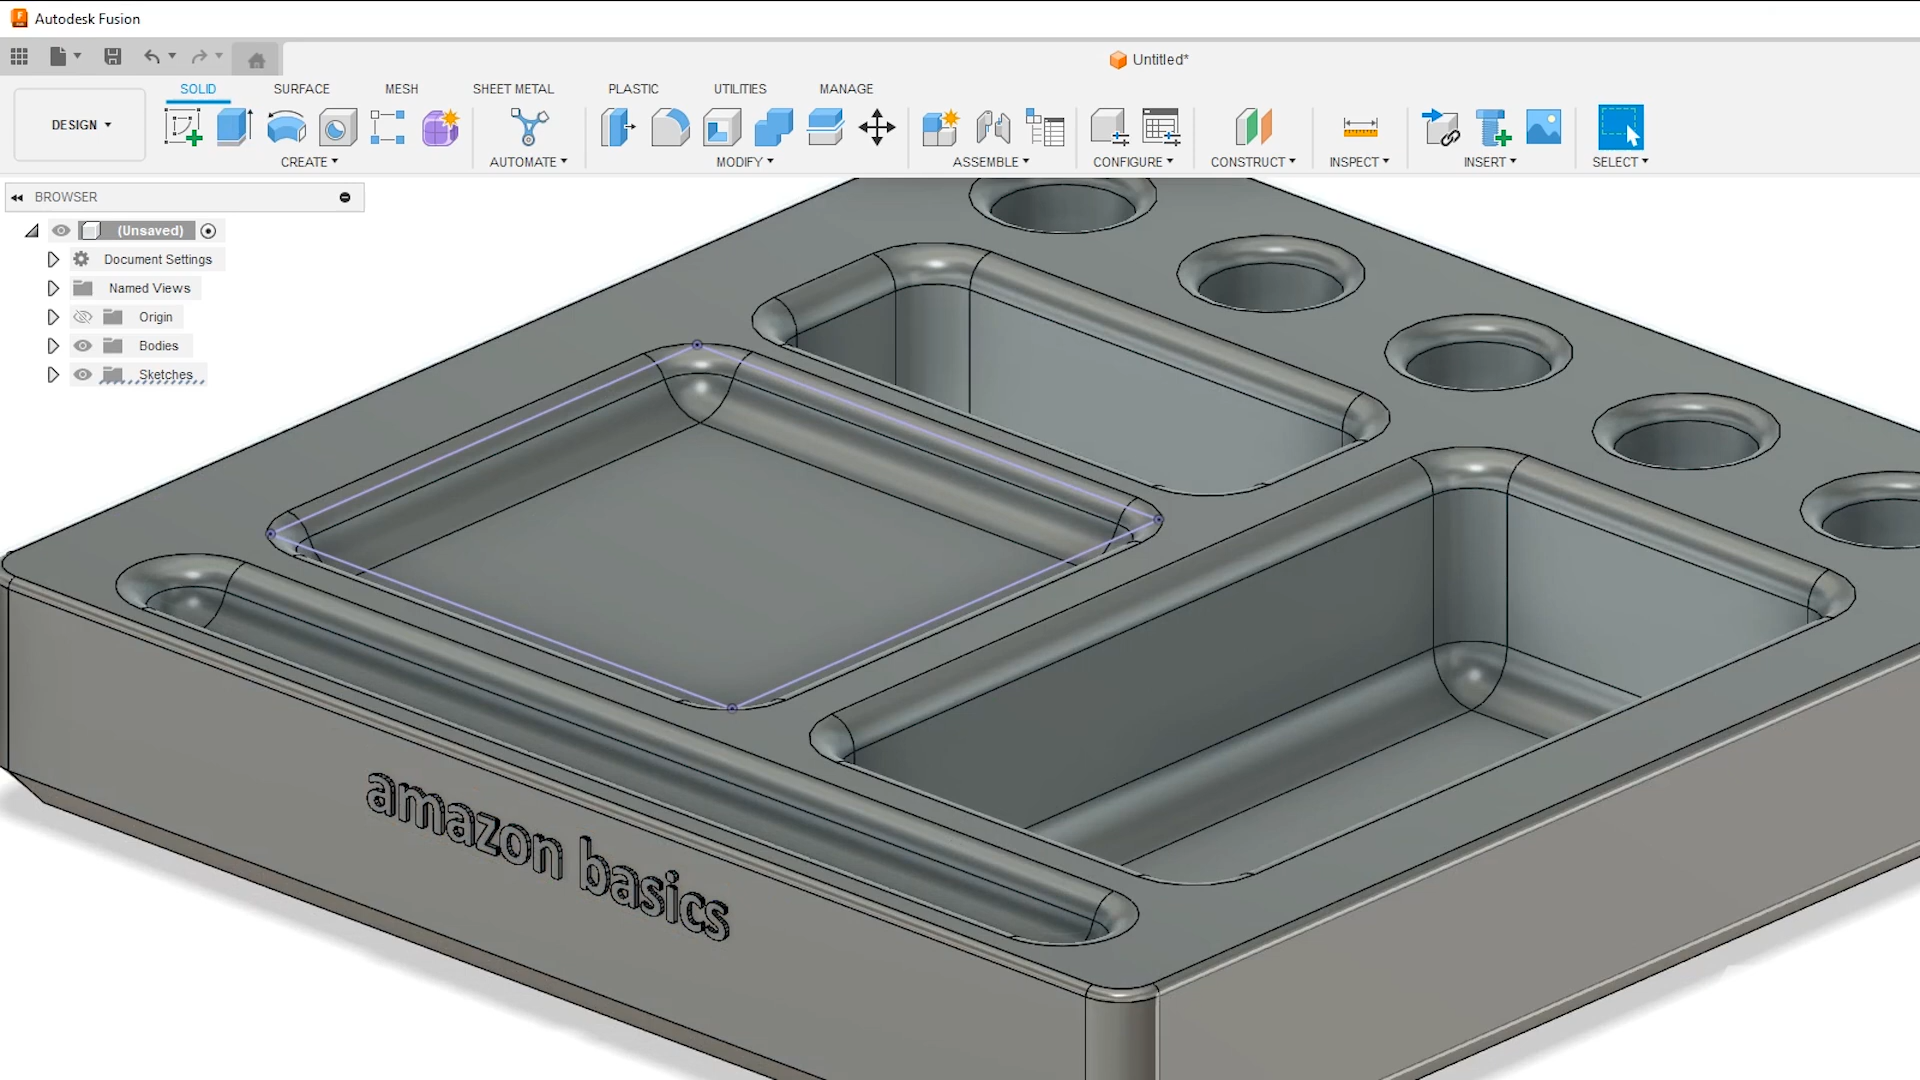 Autodesk Fusion
Untitled*
SOLID SURFACE MESH SHEET METAL PLASTIC UTILITIES MANAGE
DESIGN
CREATE AUTOMATE MODIFY ASSEMBLE CONFIGURE CONSTRUCT INSPECT INSERT SELECT
BROWSER
(Unsaved)
Document Settings
Named Views
Origin
Bodies
Sketches
amazon basics